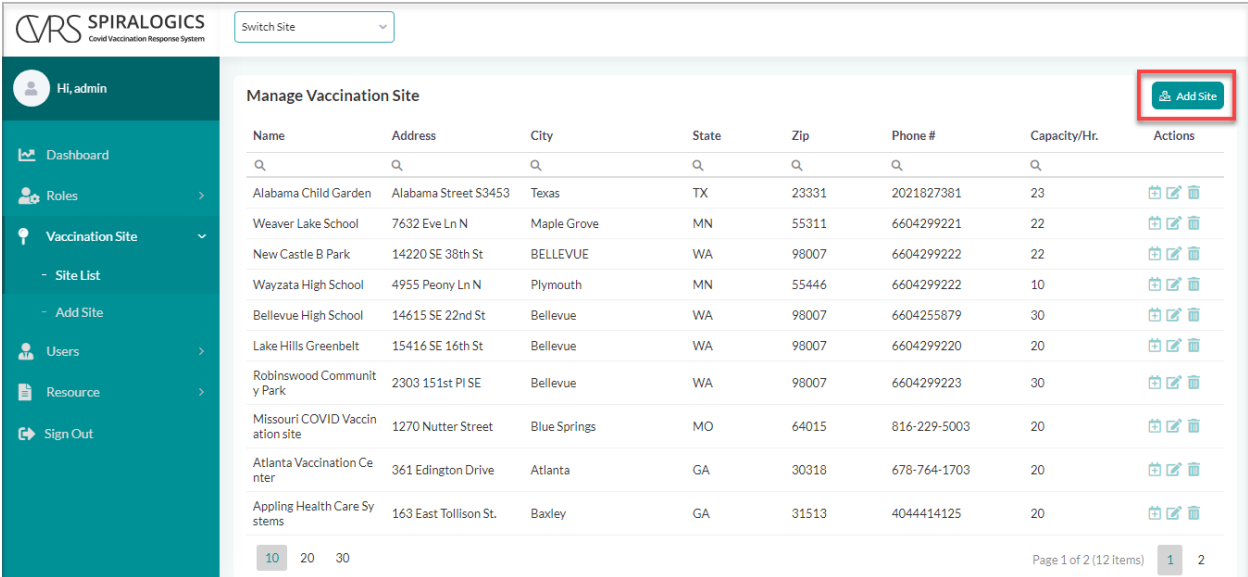 CVRS SPIRALOGICS
Covid Vaccination Response System
Switch Site
Hi, admin
Dashboard
Roles
Vaccination Site
- Site List
- Add Site
Users
Resource
Sign Out
Manage Vaccination Site
Add Site
Name Address City State Zip Phone # Capacity/Hr. Actions
Alabama Child Garden Alabama Street S3453 Texas TX 23331 2021827381 23
Weaver Lake School 7632 Eve Ln N Maple Grove MN 55311 6604299221 22
New Castle B Park 14220 SE 38th St BELLEVUE WA 98007 6604299222 22
Wayzata High School 4955 Peony Ln N Plymouth MN 55446 6604299222 10
Bellevue High School 14615 SE 22nd St Bellevue WA 98007 6604255879 30
Lake Hills Greenbelt 15416 SE 16th St Bellevue WA 98007 6604299220 20
Robinswood Communit
y Park 2303 151st Pl SE Bellevue WA 98007 6604299223 30
Missouri COVID Vaccin
ation site 1270 Nutter Street Blue Springs MO 64015 816-229-5003 20
Atlanta Vaccination Ce
nter 361 Edington Drive Atlanta GA 30318 678-764-1703 20
Appling Health Care Sy
stems 163 East Tollison St. Baxley GA 31513 4044414125 20
10 20 30
Page 1 of 2 (12 items) 1 2